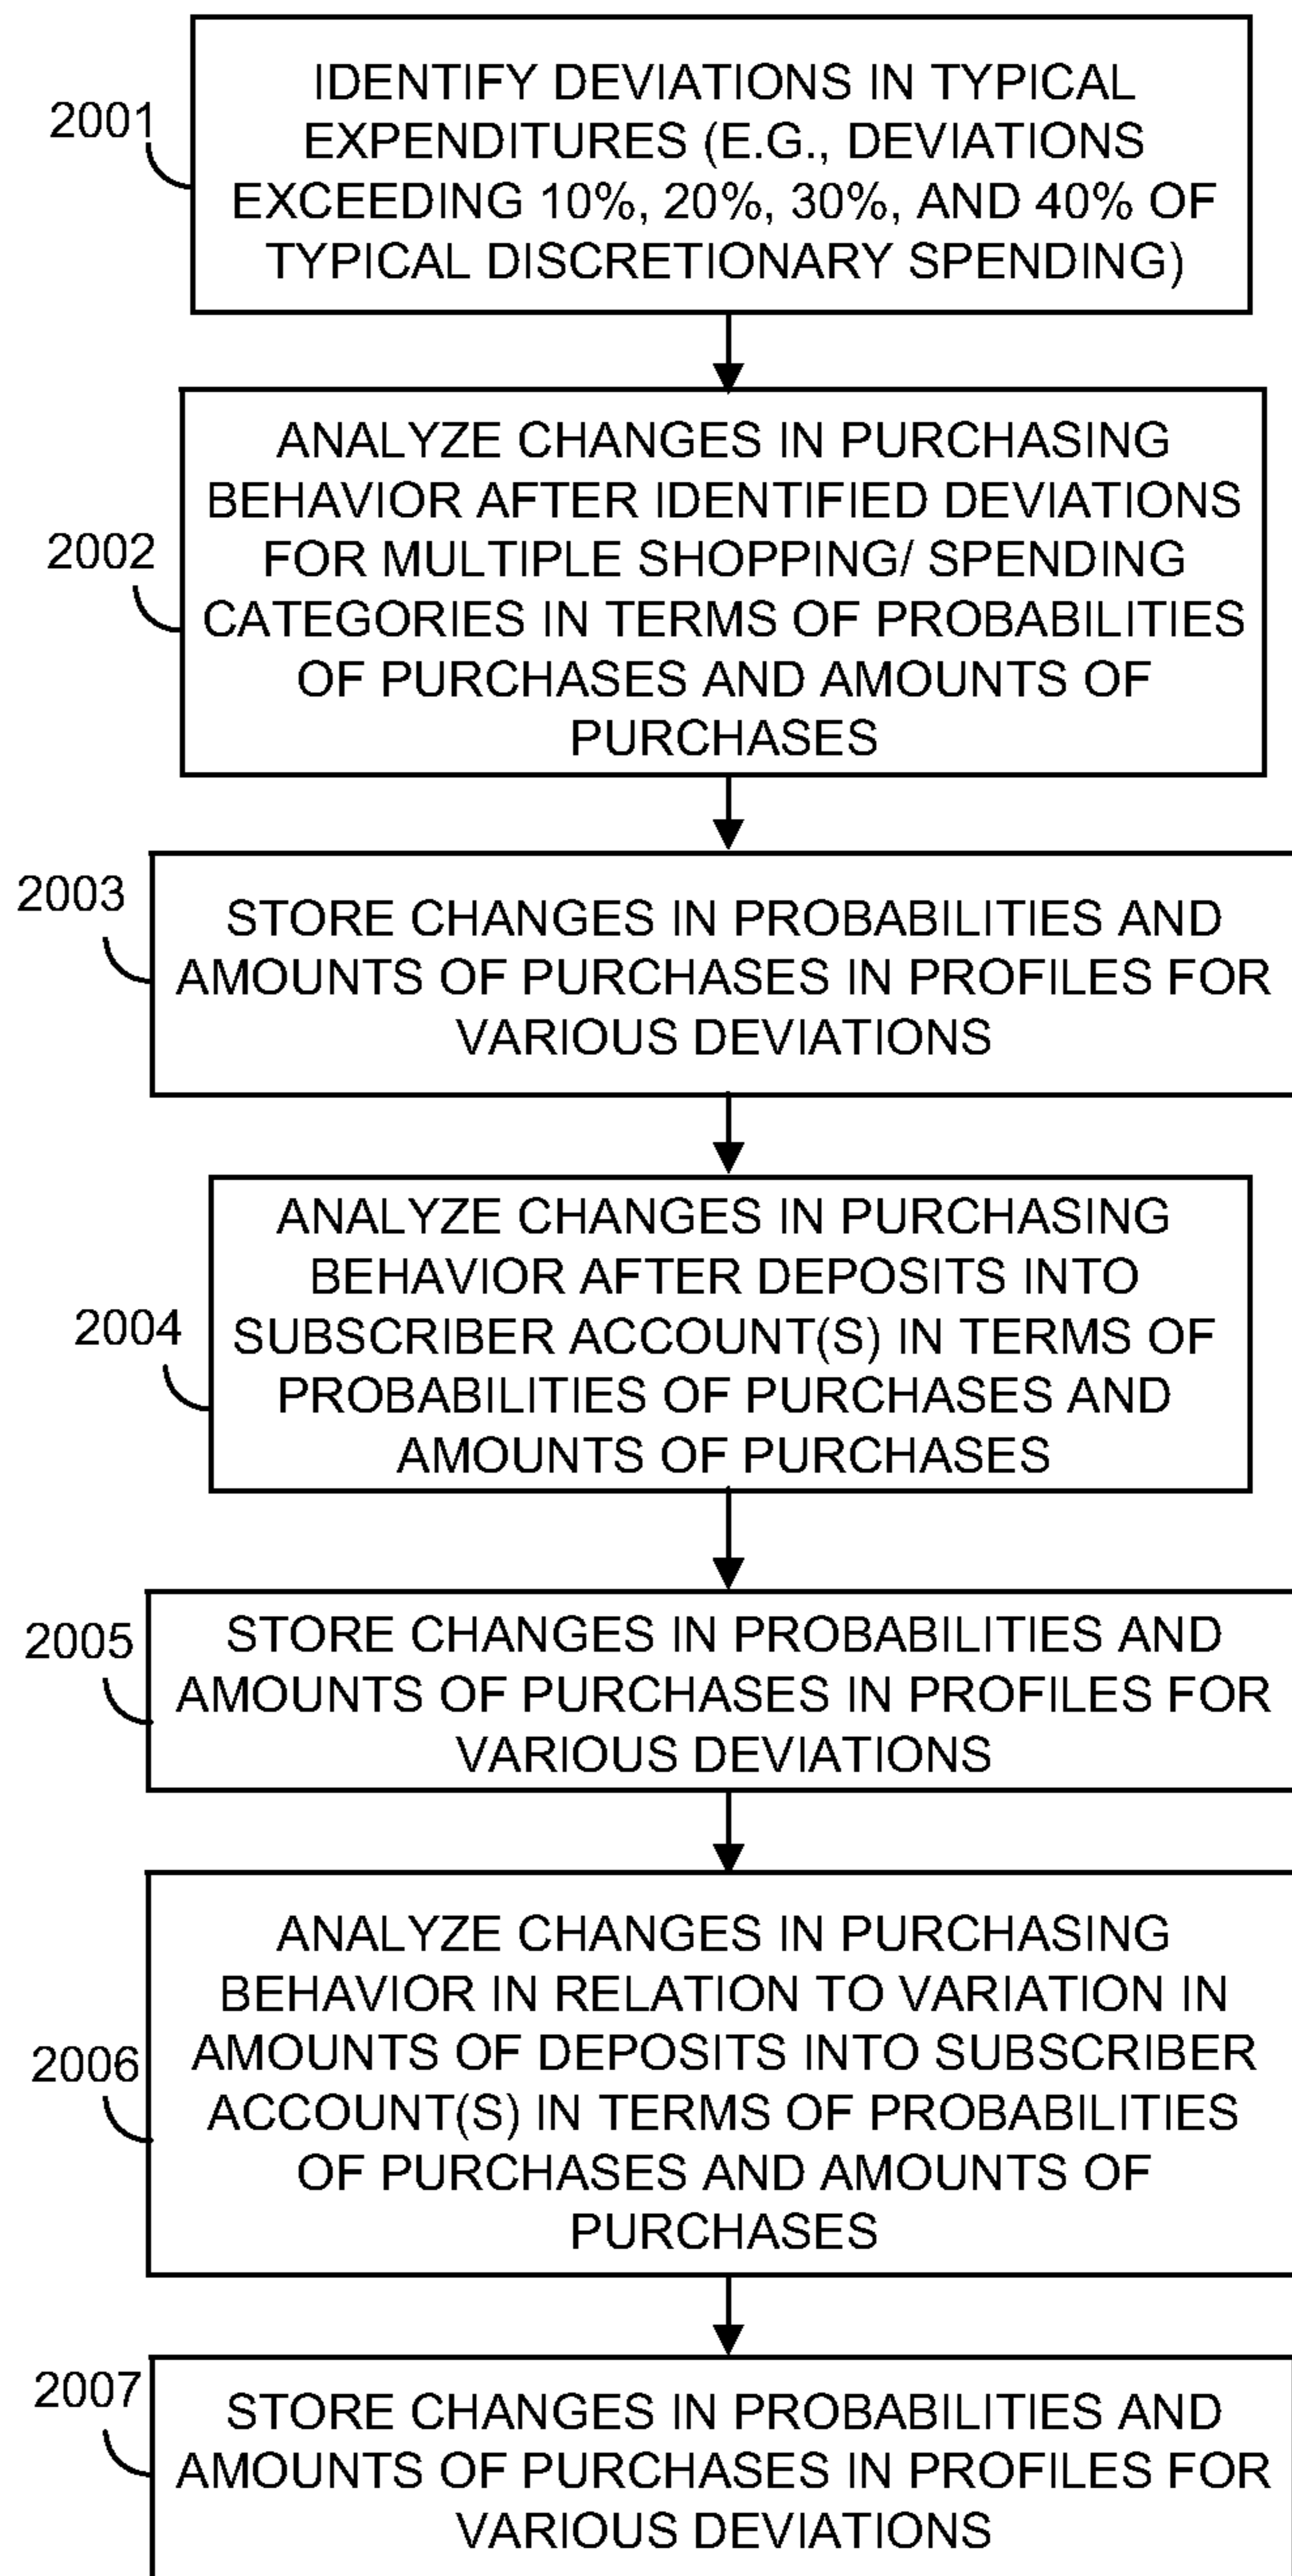 2001
IDENTIFY DEVIATIONS IN TYPICAL
EXPENDITURES (E.G., DEVIATIONS
EXCEEDING 10%, 20%, 30%, AND 40% OF
TYPICAL DISCRETIONARY SPENDING)
2002
ANALYZE CHANGES IN PURCHASING
BEHAVIOR AFTER IDENTIFIED DEVIATIONS
FOR MULTIPLE SHOPPING/ SPENDING
CATEGORIES IN TERMS OF PROBABILITIES
OF PURCHASES AND AMOUNTS OF
PURCHASES
2003
STORE CHANGES IN PROBABILITIES AND
AMOUNTS OF PURCHASES IN PROFILES FOR
VARIOUS DEVIATIONS
2004
ANALYZE CHANGES IN PURCHASING
BEHAVIOR AFTER DEPOSITS INTO
SUBSCRIBER ACCOUNT(S) IN TERMS OF
PROBABILITIES OF PURCHASES AND
AMOUNTS OF PURCHASES
2005
STORE CHANGES IN PROBABILITIES AND
AMOUNTS OF PURCHASES IN PROFILES FOR
VARIOUS DEVIATIONS
2006
ANALYZE CHANGES IN PURCHASING
BEHAVIOR IN RELATION TO VARIATION IN
AMOUNTS OF DEPOSITS INTO SUBSCRIBER
ACCOUNT(S) IN TERMS OF PROBABILITIES
OF PURCHASES AND AMOUNTS OF
PURCHASES
2007
STORE CHANGES IN PROBABILITIES AND
AMOUNTS OF PURCHASES IN PROFILES FOR
VARIOUS DEVIATIONS